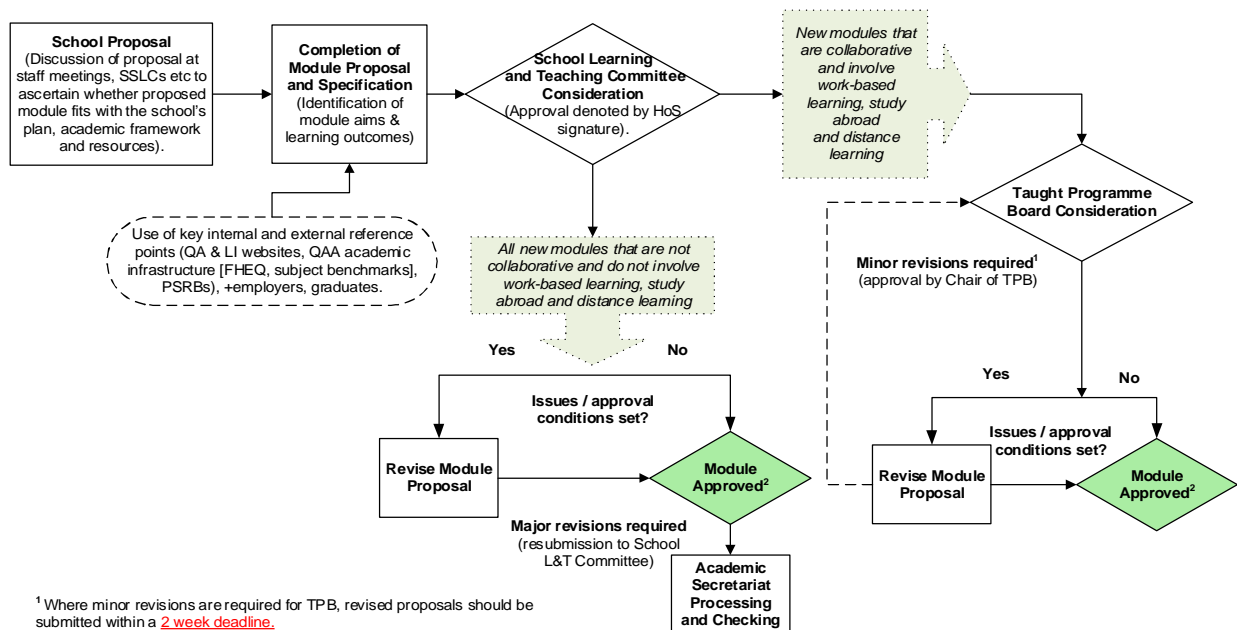 School Proposal
(Discussion of proposal at
staff meetings, SSLCs etc to
ascertain whether proposed
module fits with the school's
plan, academic framework
and resources).
Completion of
Module Proposal
and Specification
(Identification of
module aims &
learning outcomes)
School Learning
and Teaching Committee
Consideration
(Approval denoted by HoS
signature).
New modules that
are collaborative
and involve
work-based
learning, study
abroad
and distance
learning
Use of key internal and external reference
points (QA & LI websites, QAA academic
infrastructure [FHEQ, subject benchmarks],
PSRBs), +employers, graduates.
All new modules that are not
collaborative and do not involve
work-based learning, study
abroad and distance learning
Taught Programme
Board Consideration
Minor revisions required¹
(approval by Chair of TPB)
Yes
No
Issues / approval
conditions set?
Revise Module
Proposal
Module
Approved²
Major revisions required
(resubmission to School
L&T Committee)
Academic
Secretariat
Processing
and Checking
Yes
No
Issues / approval
conditions set?
Revise Module
Proposal
Module
Approved²
¹ Where minor revisions are required for TPB, revised proposals should be
submitted within a 2 week deadline.